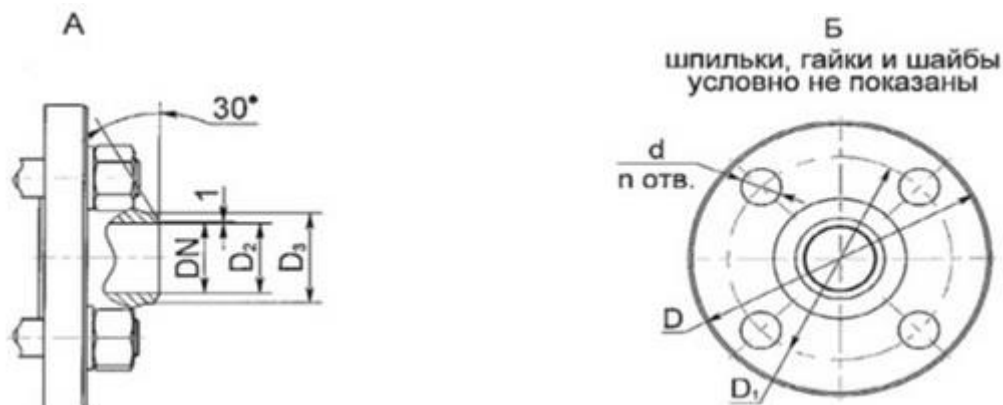 А
30°
1
DN
D₂
D₃
Б
шпильки, гайки и шайбы
условно не показаны
d
n отв.
D
D₁